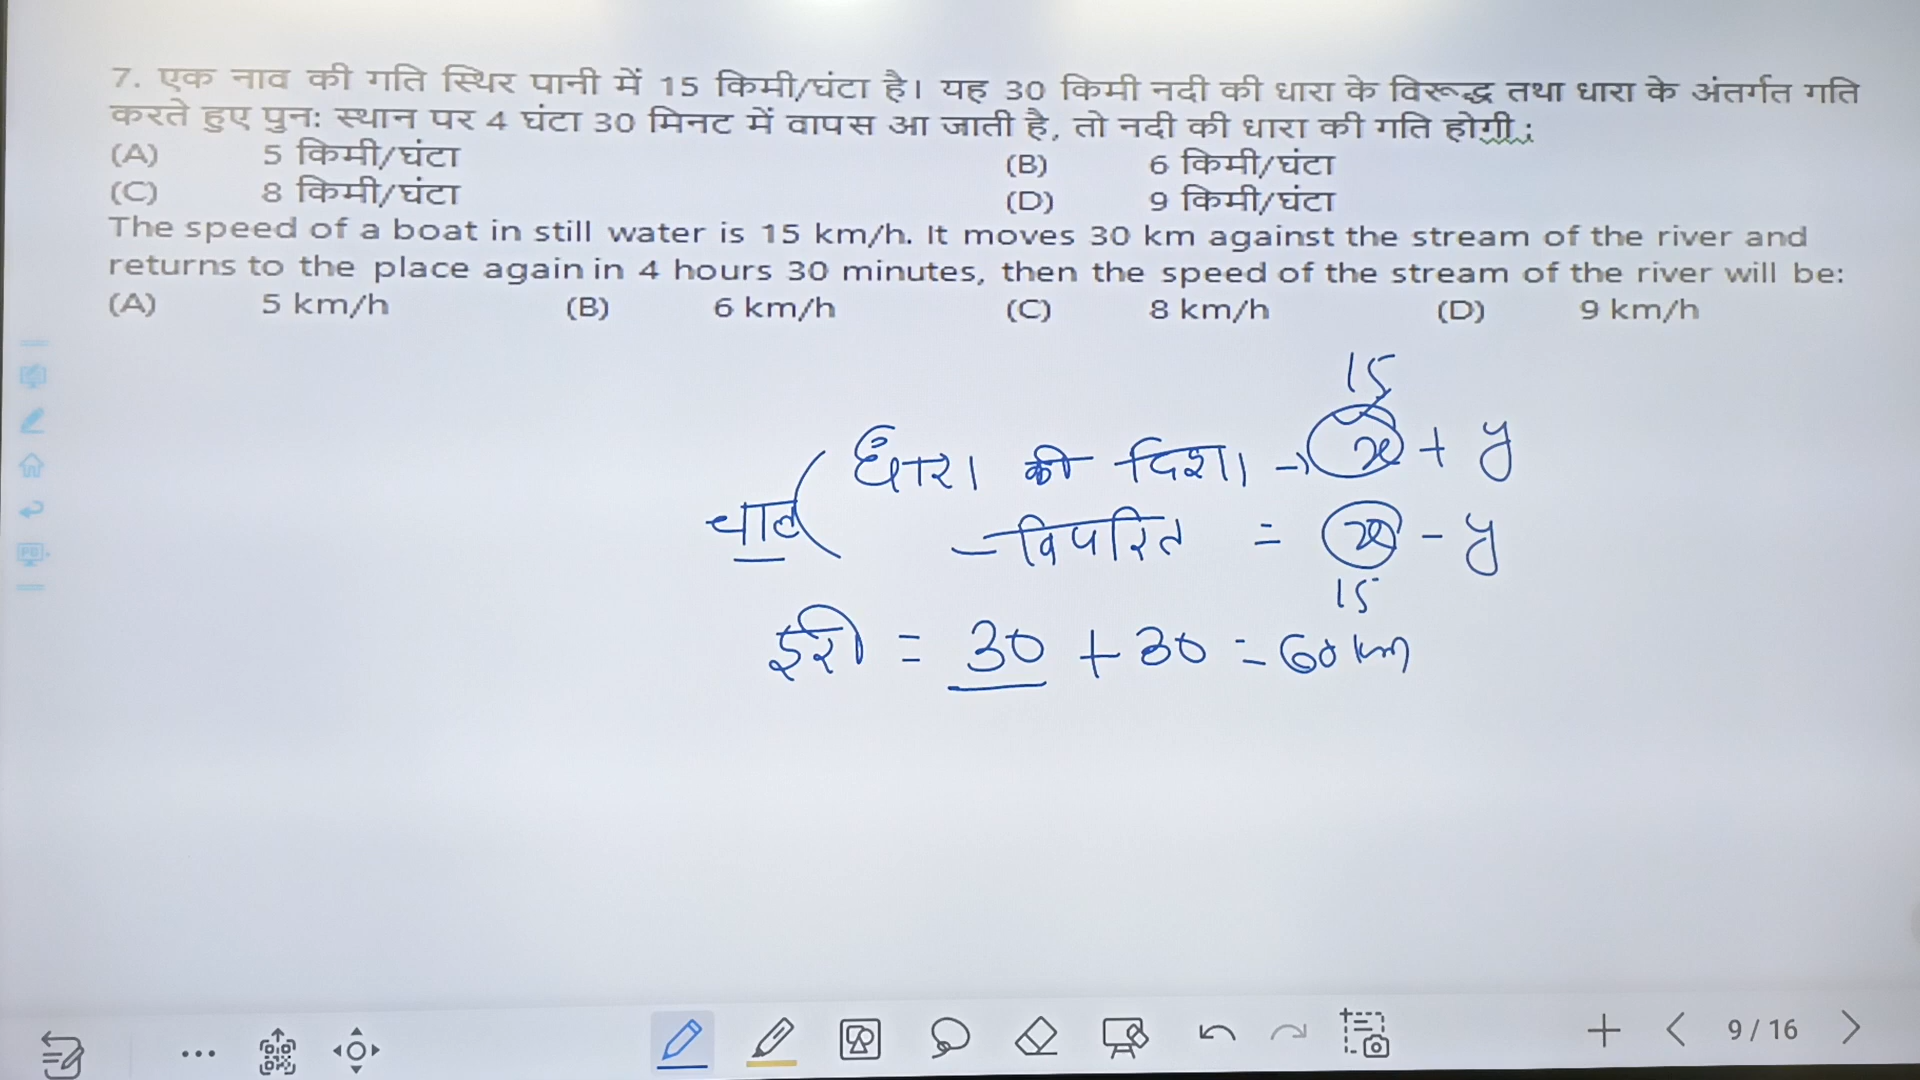 7. एक नाव की गति स्थिर पानी में 15 किमी/घंटा है। यह 30 किमी नदी की धारा के विरूद्ध तथा धारा के अंतर्गत गति
करते हुए पुनः स्थान पर 4 घंटा 30 मिनट में वापस आ जाती है, तो नदी की धारा की गति होगी :
(A) 5 किमी/घंटा (B) 6 किमी/घंटा
(C) 8 किमी/घंटा (D) 9 किमी/घंटा
The speed of a boat in still water is 15 km/h. It moves 30 km against the stream of the river and
returns to the place again in 4 hours 30 minutes, then the speed of the stream of the river will be:
(A) 5 km/h (B) 6 km/h (C) 8 km/h (D) 9 km/h
15
धारा की दिशा → x + y
चाल
विपरित = x - y
15
= 30 + 30 = 60 km
9 / 16